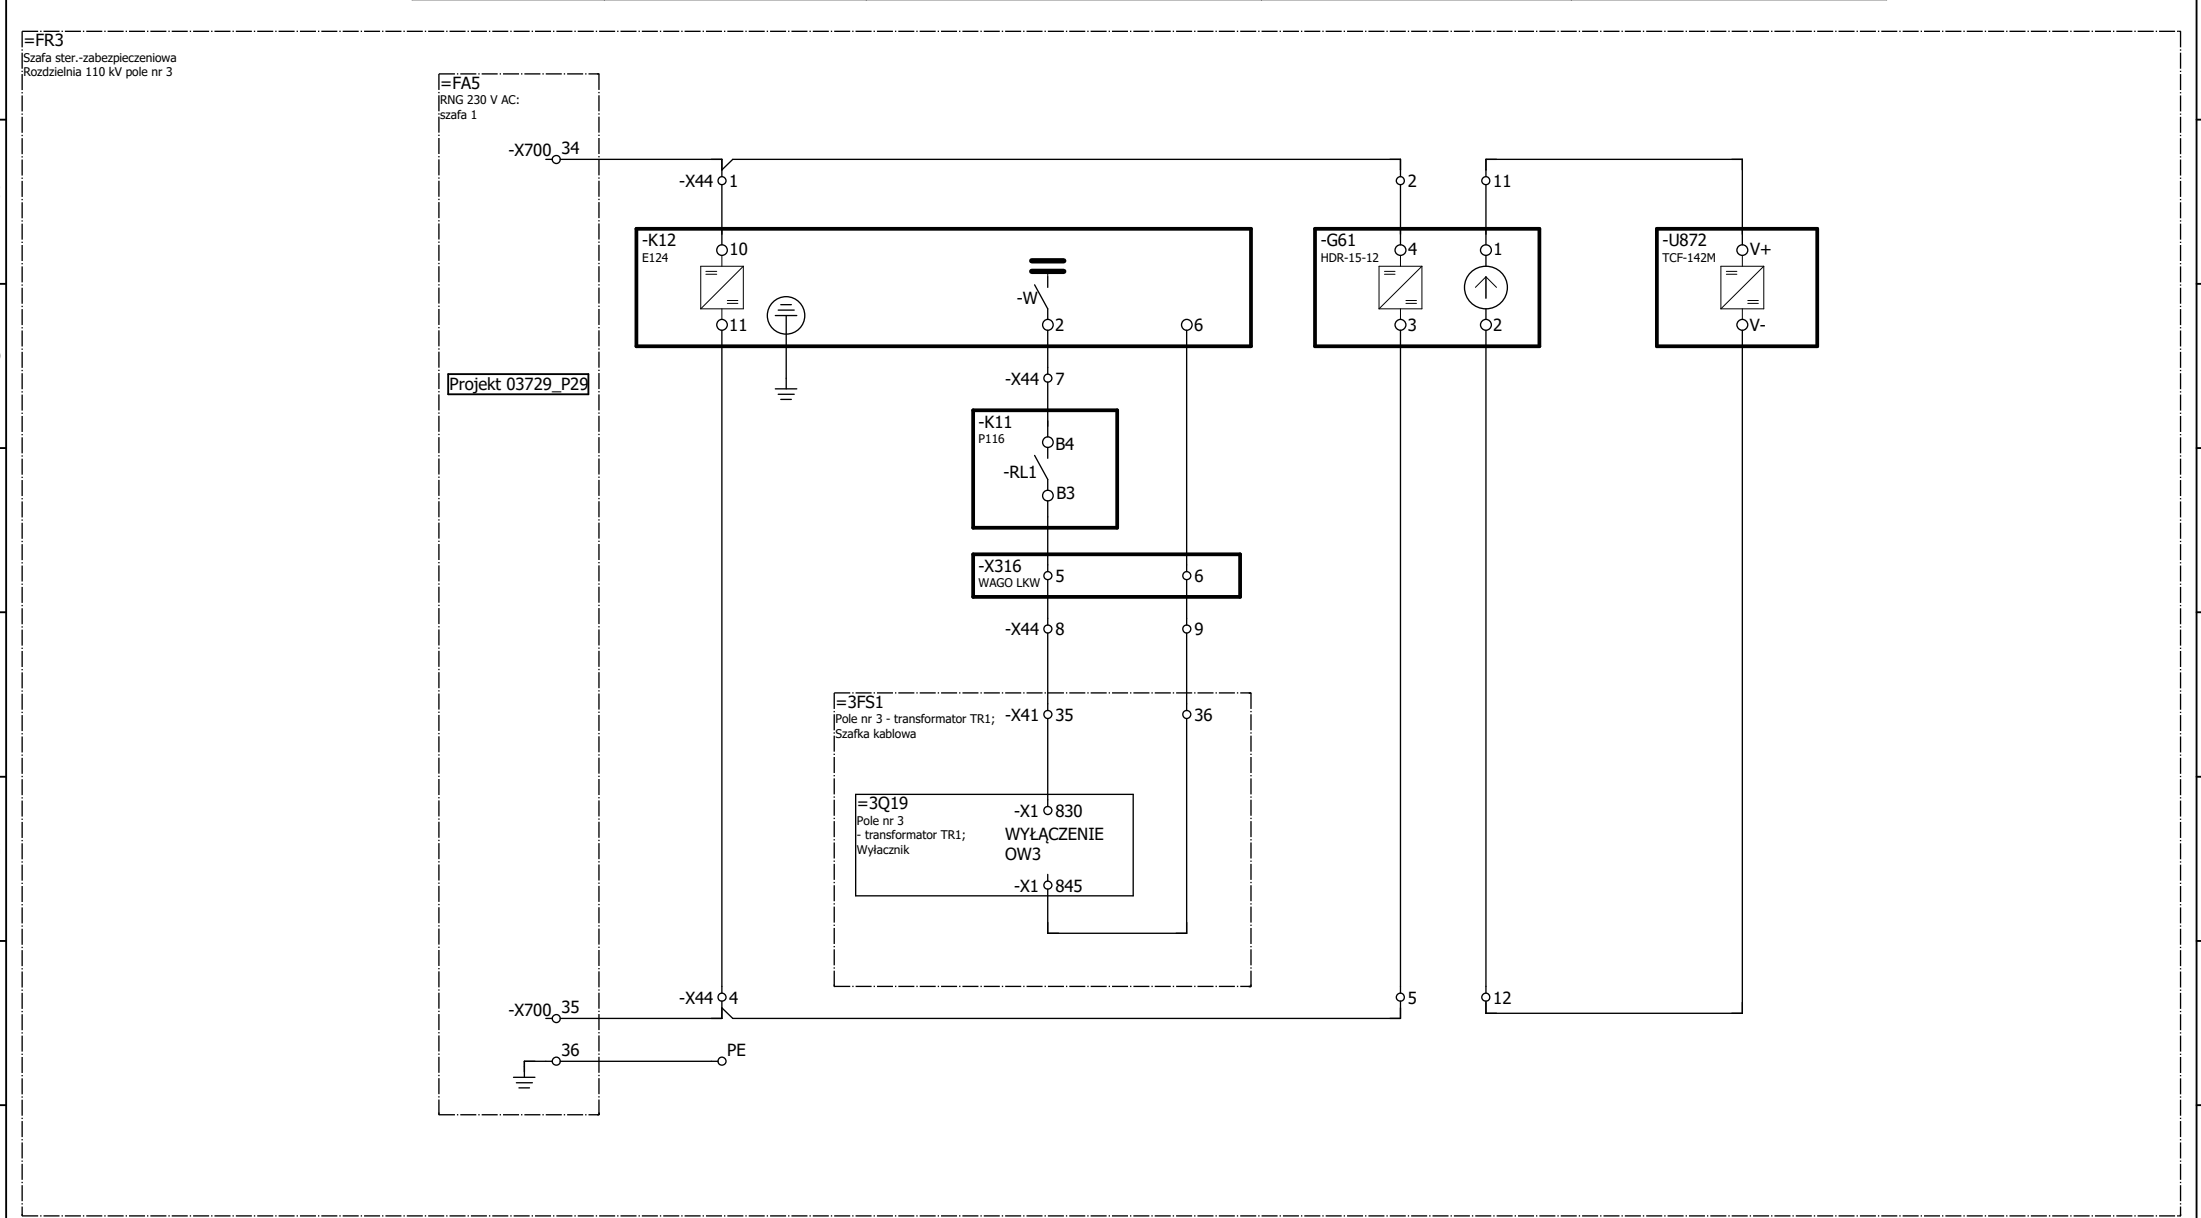 =FR3
Szafa ster.-zabezpieczeniowa
Rozdzielnia 110 kV pole nr 3
=FA5
RNG 230 V AC:
szafa 1
-X700 34
-X44 1
2
11
-K12
E124
10
11
-W
2
6
-G61
HDR-15-12
4
3
1
2
-U872
TCF-142M
V+
V-
Projekt 03729_P29
-X44 7
-K11
P116
B4
-RL1
B3
-X316
WAGO LKW
5
6
-X44 8
9
=3FS1
Pole nr 3 - transformator TR1;
Szafka kablowa
-X41 35
36
=3Q19
Pole nr 3
- transformator TR1;
Wyłacznik
-X1 830
WYŁĄCZENIE
OW3
-X1 845
-X44 4
5
12
-X700 35
36
PE